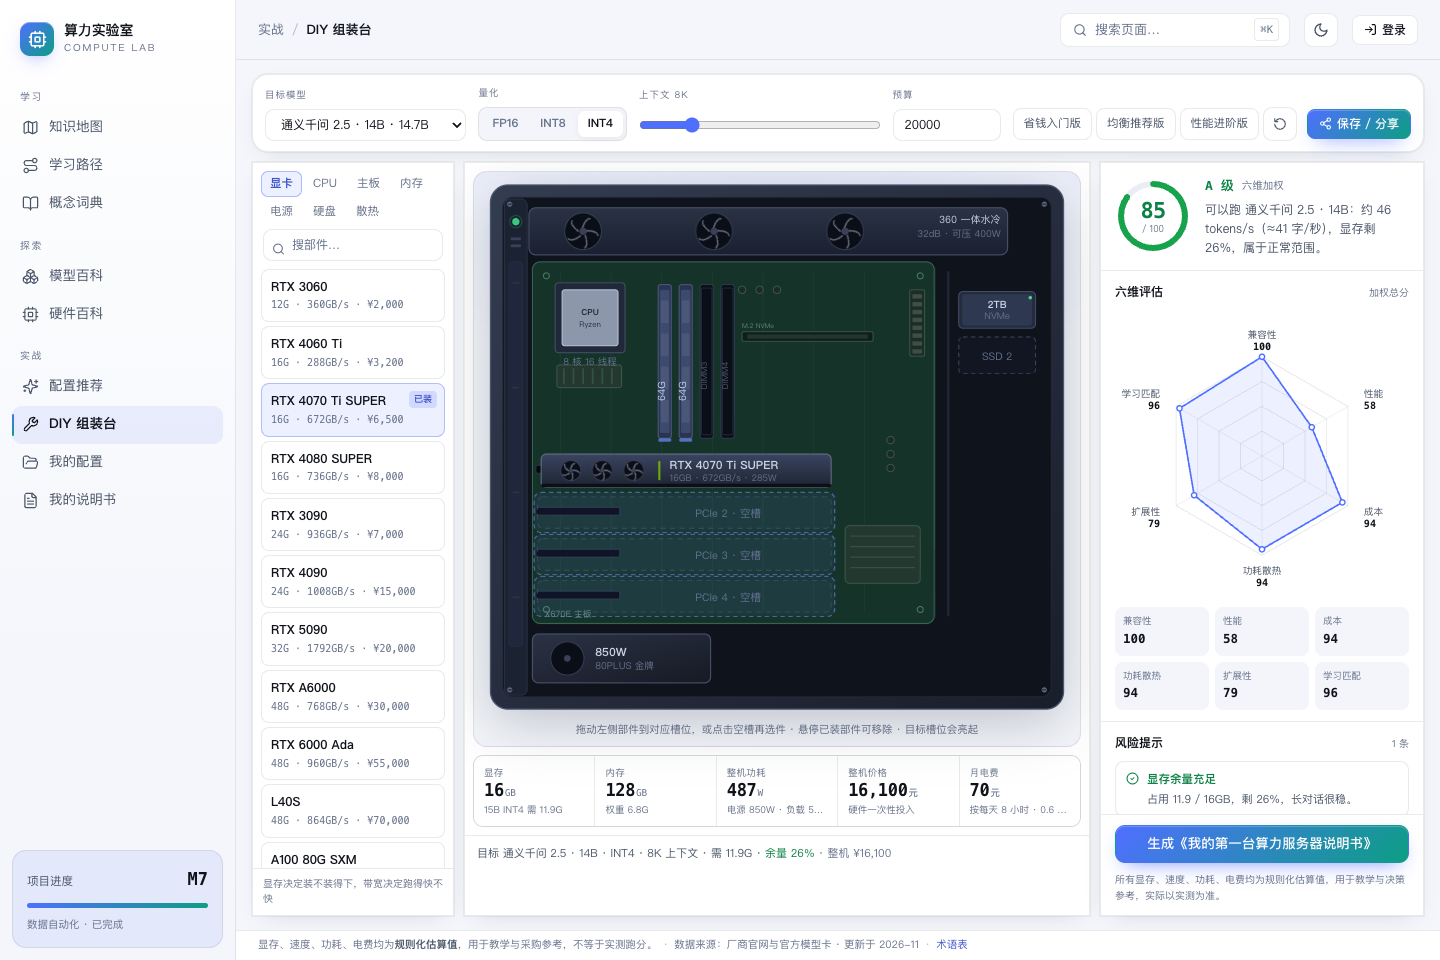 算力实验室
COMPUTE LAB
学习
知识地图
学习路径
概念词典
探索
模型百科
硬件百科
实战
配置推荐
DIY 组装台
我的配置
我的说明书
项目进度
M7
数据自动化 · 已完成
实战 / DIY 组装台
搜索页面...
⌘K
登录
目标模型
通义千问 2.5 · 14B · 14.7B
量化
FP16 INT8 INT4
上下文 8K
预算
20000
省钱入门版
均衡推荐版
性能进阶版
保存 / 分享
显卡 CPU 主板 内存
电源 硬盘 散热
搜部件...
RTX 3060
12G · 360GB/s · ¥2,000
RTX 4060 Ti
16G · 288GB/s · ¥3,200
RTX 4070 Ti SUPER 已装
16G · 672GB/s · ¥6,500
RTX 4080 SUPER
16G · 736GB/s · ¥8,000
RTX 3090
24G · 936GB/s · ¥7,000
RTX 4090
24G · 1008GB/s · ¥15,000
RTX 5090
32G · 1792GB/s · ¥20,000
RTX A6000
48G · 768GB/s · ¥30,000
RTX 6000 Ada
48G · 960GB/s · ¥55,000
L40S
48G · 864GB/s · ¥70,000
A100 80G SXM
显存决定装不装得下，带宽决定跑得快不
快
360 一体水冷
32dB · 可压 400W
CPU
Ryzen
8 核 16 线程
64G
64G
DIMM3
DIMM4
M.2 NVMe
2TB
NVMe
SSD 2
RTX 4070 Ti SUPER
16GB · 672GB/s · 285W
PCIe 2 · 空槽
PCIe 3 · 空槽
PCIe 4 · 空槽
X670E 主板
850W
80PLUS 金牌
拖动左侧部件到对应槽位，或点击空槽再选件 · 悬停已装部件可移除 · 目标槽位会亮起
显存
16GB
15B INT4 需 11.9G
内存
128GB
权重 6.8G
整机功耗
487W
电源 850W · 负载 5...
整机价格
16,100元
硬件一次性投入
月电费
70元
按每天 8 小时 · 0.6 ...
目标 通义千问 2.5 · 14B · INT4 · 8K 上下文 · 需 11.9G · 余量 26% · 整机 ¥16,100
85
/ 100
A 级 六维加权
可以跑 通义千问 2.5 · 14B：约 46
tokens/s（≈41 字/秒），显存剩
26%，属于正常范围。
六维评估
加权总分
兼容性
100
性能
58
成本
94
功耗散热
94
扩展性
79
学习匹配
96
兼容性
100
性能
58
成本
94
功耗散热
94
扩展性
79
学习匹配
96
风险提示
1 条
显存余量充足
占用 11.9 / 16GB，剩 26%，长对话很稳。
生成《我的第一台算力服务器说明书》
所有显存、速度、功耗、电费均为规则化估算值，用于教学与决策
参考，实际以实测为准。
显存、速度、功耗、电费均为规则化估算值，用于教学与采购参考，不等于实测跑分。 · 数据来源：厂商官网与官方模型卡 · 更新于 2026-11 · 术语表